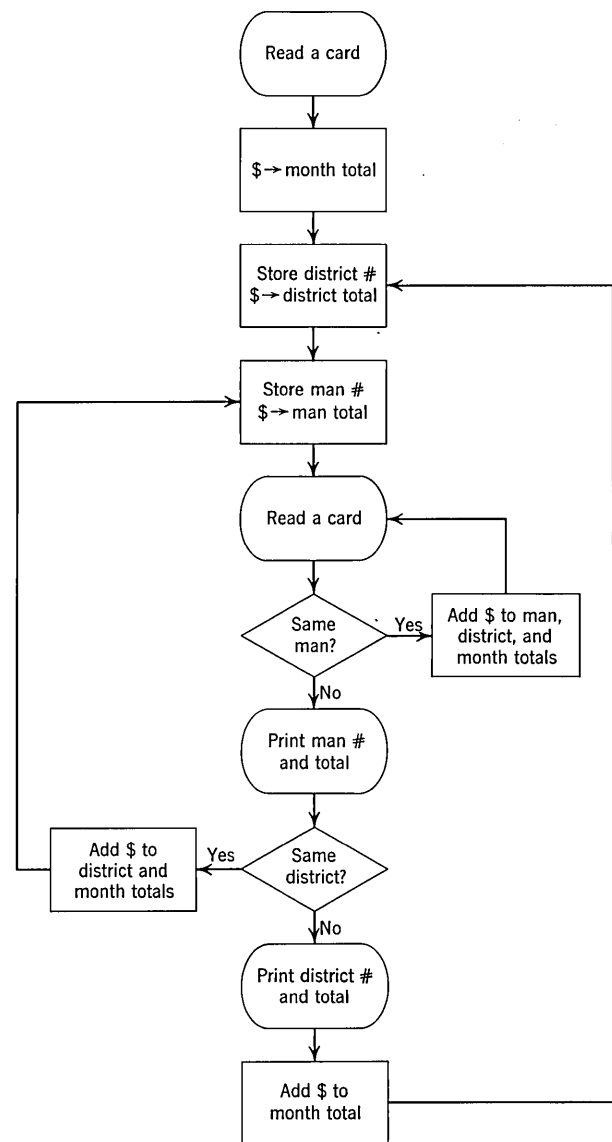 Read a card
$→month total
Store district #
$→district total
Store man #
$→man total
Read a card
Same
man?
Yes
Add $ to man,
district, and
month totals
No
Print man #
and total
Same
district?
Yes
Add $ to
district and
month totals
No
Print district #
and total
Add $ to
month total